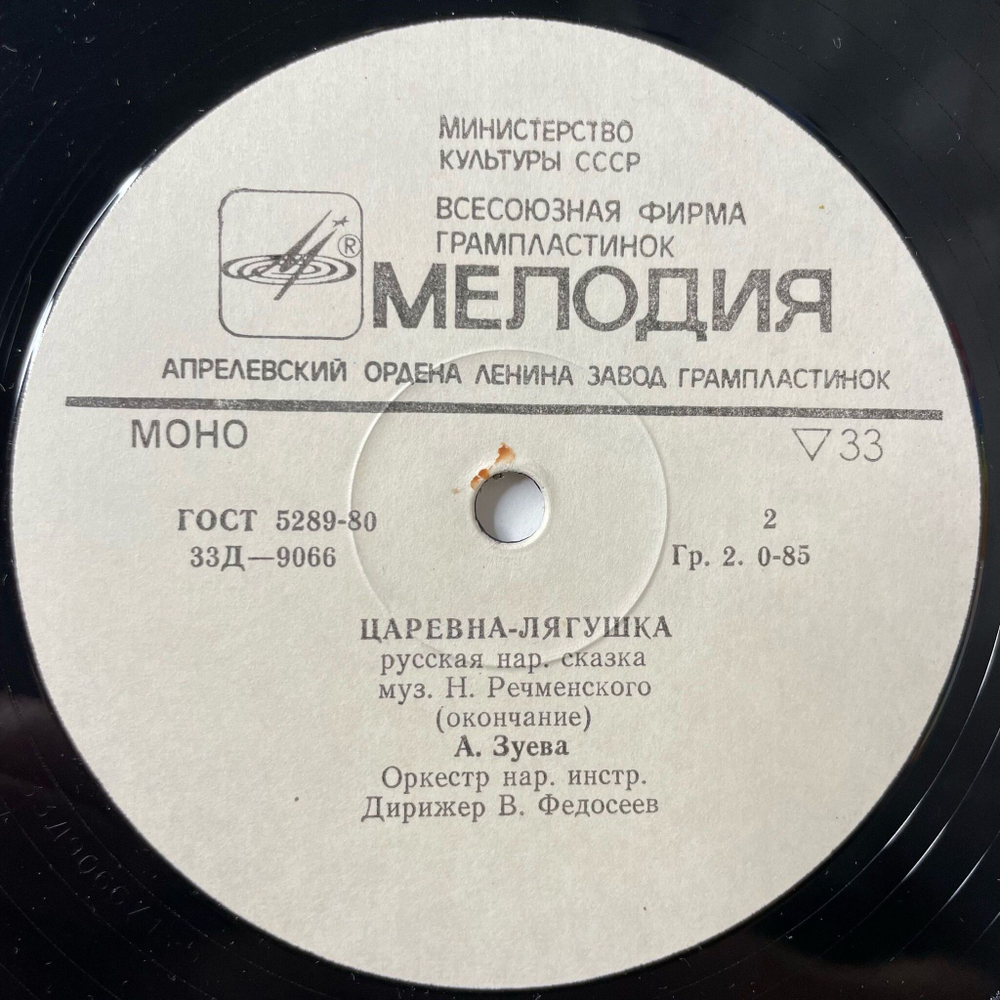 МИНИСТЕРСТВО
КУЛЬТУРЫ СССР
ВСЕСОЮЗНАЯ ФИРМА
ГРАМПЛАСТИНОК
®
МЕЛОДИЯ
АПРЕЛЕВСКИЙ ОРДЕНА ЛЕНИНА ЗАВОД ГРАМПЛАСТИНОК
МОНО ▽33
ГОСТ 5289-80 2
33Д—9066 Гр. 2. 0-85
ЦАРЕВНА-ЛЯГУШКА
русская нар. сказка
муз. Н. Речменского
(окончание)
А. Зуева
Оркестр нар. инстр.
Дирижер В. Федосеев